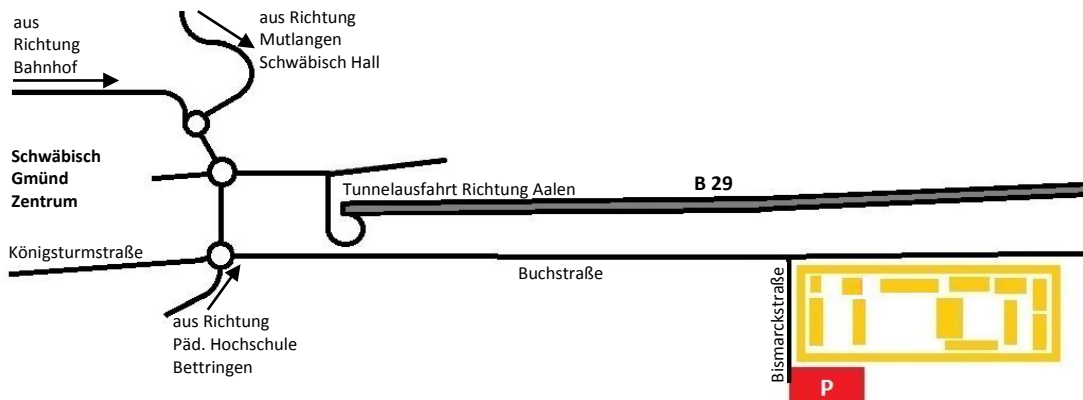 aus
Richtung
Bahnhof
aus Richtung
Mutlangen
Schwäbisch Hall
Schwäbisch
Gmünd
Zentrum
Tunnelausfahrt Richtung Aalen
B 29
Königsturmstraße
Buchstraße
Bismarckstraße
aus Richtung
Päd. Hochschule
Bettringen
P